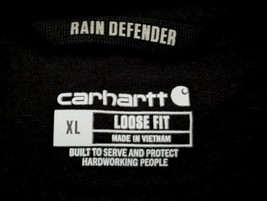 RAIN DEFENDER
carhartt
XL LOOSE FIT
MADE IN VIETNAM
BUILT TO SERVE AND PROTECT
HARDWORKING PEOPLE